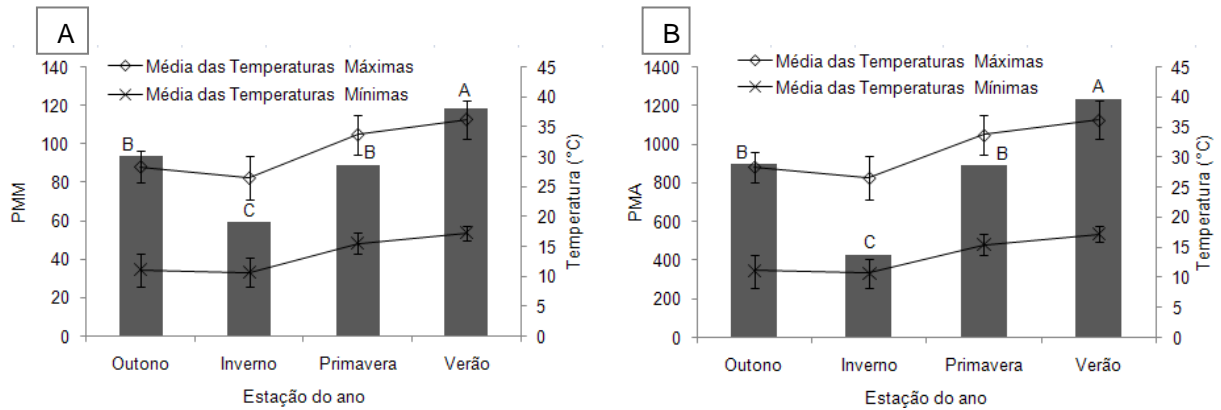 A
Média das Temperaturas Máximas
Média das Temperaturas Mínimas
140
120
100
80
60
40
20
0
PMM
45
40
35
30
25
20
15
10
5
0
Temperatura (°C)
B
C
B
A
Outono Inverno Primavera Verão
Estação do ano
B
Média das Temperaturas Máximas
Média das Temperaturas Mínimas
1400
1200
1000
800
600
400
200
0
PMA
45
40
35
30
25
20
15
10
5
0
Temperatura (°C)
B
C
B
A
Outono Inverno Primavera Verão
Estação do ano